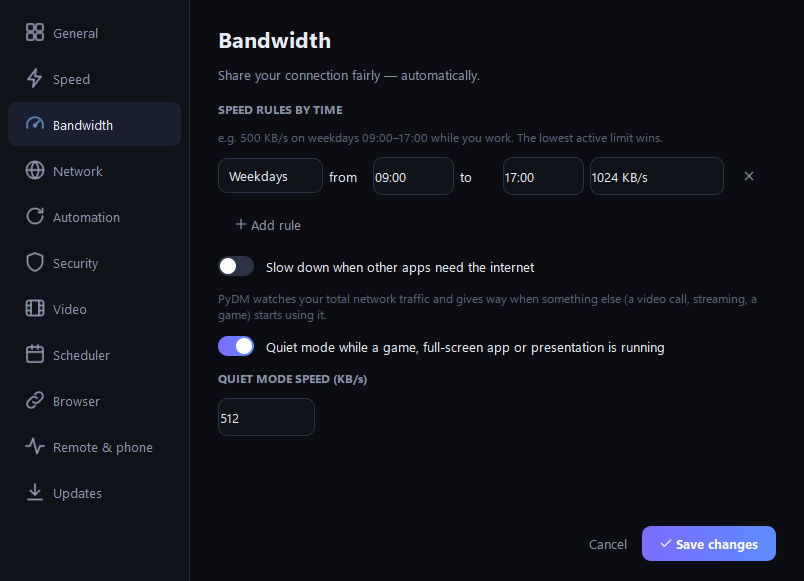 General
Speed
Bandwidth
Network
Automation
Security
Video
Scheduler
Browser
Remote & phone
Updates
Bandwidth
Share your connection fairly — automatically.
SPEED RULES BY TIME
e.g. 500 KB/s on weekdays 09:00–17:00 while you work. The lowest active limit wins.
Weekdays from 09:00 to 17:00 1024 KB/s
Add rule
Slow down when other apps need the internet
PyDM watches your total network traffic and gives way when something else (a video call, streaming, a
game) starts using it.
Quiet mode while a game, full-screen app or presentation is running
QUIET MODE SPEED (KB/s)
512
Cancel Save changes